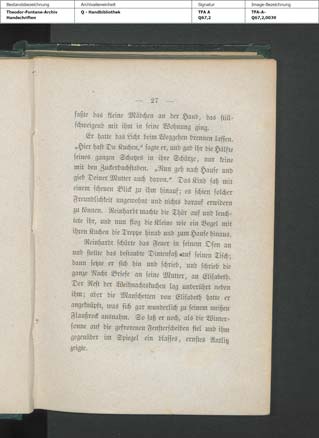 Bestandsbezeichnung Archivalieneinheit Signatur Image-Bezeichnung
Theodor-Fontane-Archiv Q - Handbibliothek TFA A TFA-A-
Handschriften Q67,2 Q67,2,0039
— 27 —
faßte das kleine Mädchen an der Hand, das still-
schweigend mit ihm in seine Wohnung ging.
Er hatte das Licht beim Weggehen brennen lassen.
„Hier hast Du Kuchen,“ sagte er, und gab ihr die Hälfte
seines ganzen Schatzes in ihre Schürze, nur keine
mit den Zuckerbuchstaben. „Nun geh nach Hause und
gieb Deiner Mutter auch davon.“ Das Kind sah mit
einem scheuen Blick zu ihm hinauf; es schien solcher
Freundlichkeit ungewohnt und nichts darauf erwidern
zu können. Reinhardt machte die Thür auf und leuch-
tete ihr, und nun flog die Kleine wie ein Vogel mit
ihren Kuchen die Treppe hinab und zum Hause hinaus.
Reinhardt schürte das Feuer in seinem Ofen an
und stellte das bestaubte Dintenfaß auf seinen Tisch;
dann setzte er sich hin und schrieb, und schrieb die
ganze Nacht Briefe an seine Mutter, an Elisabeth.
Der Rest der Weihnachtskuchen lag unberührt neben
ihm; aber die Manschetten von Elisabeth hatte er
angeknüpft, was sich gar wunderlich zu seinem weißen
Flausrock ausnahm. So saß er noch, als die Winter-
sonne auf die gefrorenen Fensterscheiben fiel und ihm
gegenüber im Spiegel ein blasses, ernstes Antlitz
zeigte.